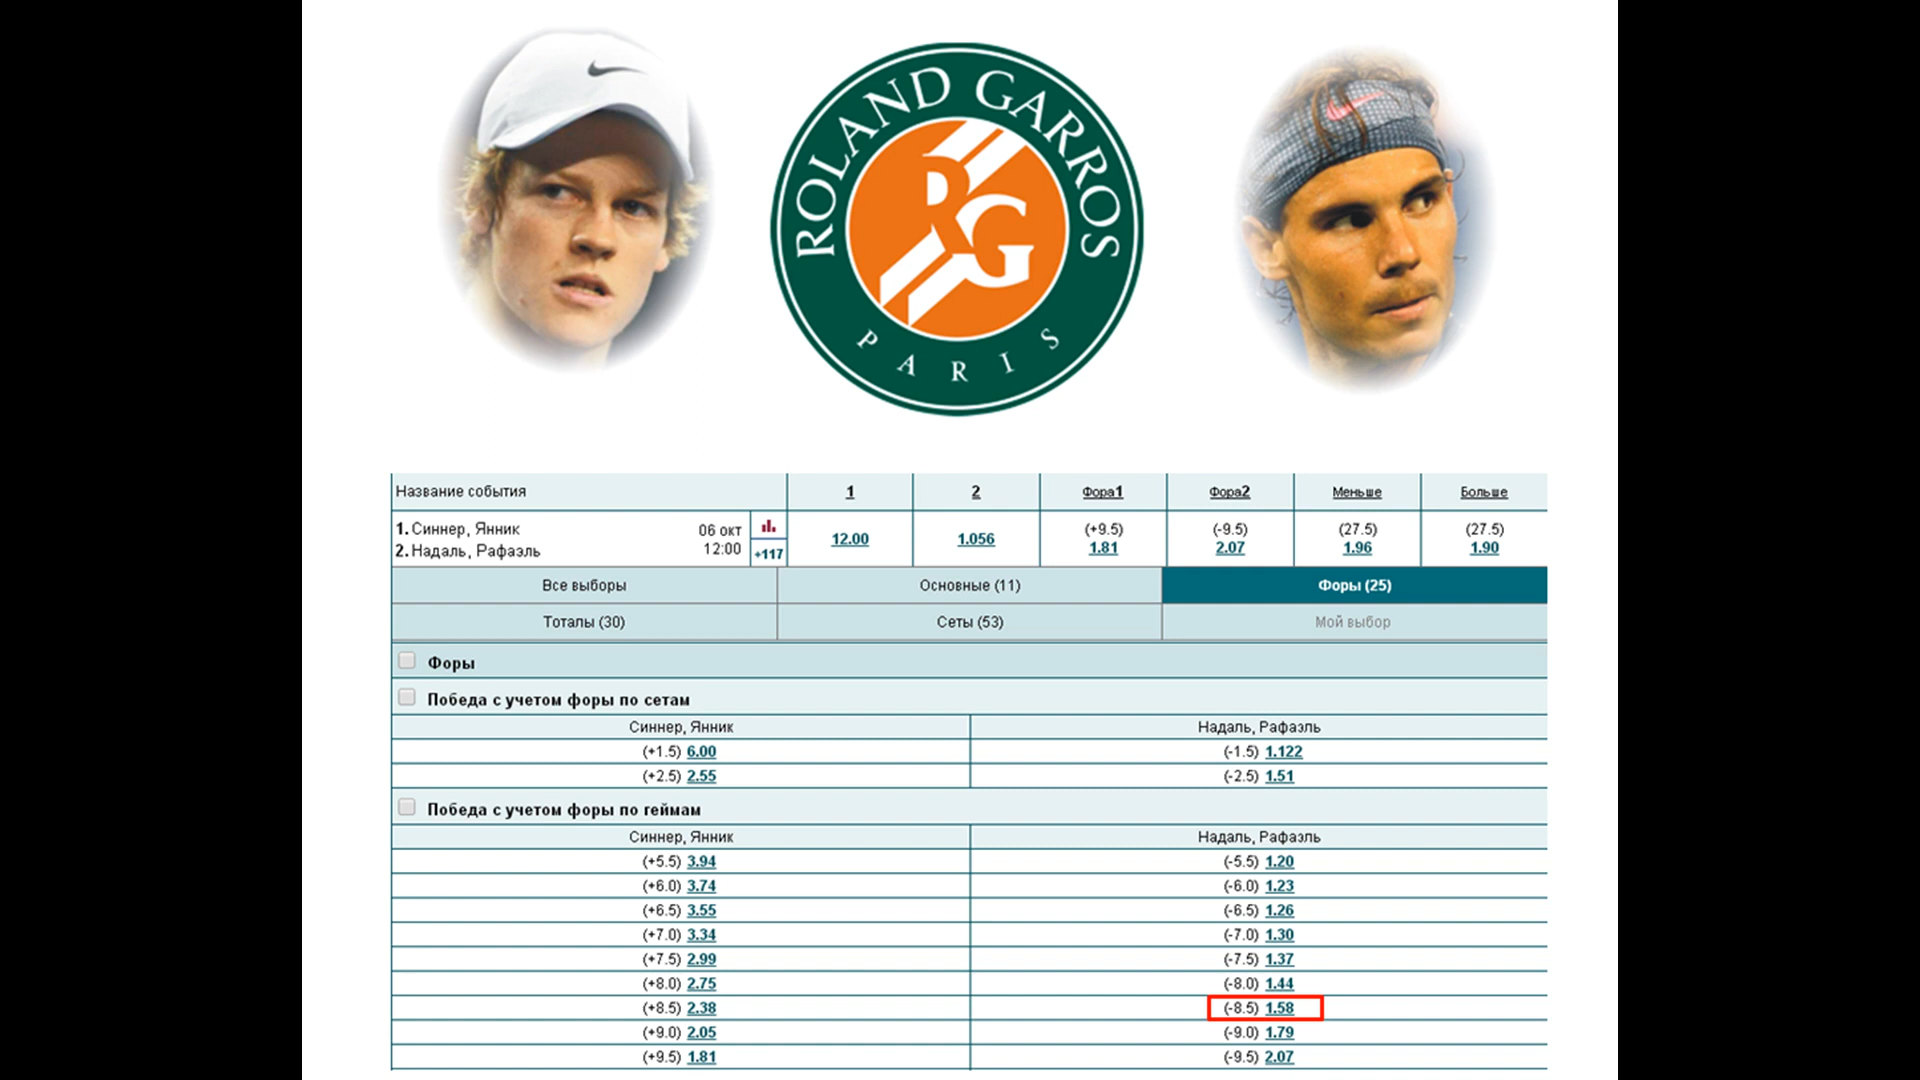 ROLAND GARROS
RG
PARIS
Название события 1 2 Фора1 Фора2 Меньше Больше
1. Синнер, Янник 06 окт (+9.5) (-9.5) (27.5) (27.5)
2. Надаль, Рафаэль 12:00 +117 12.00 1.056 1.81 2.07 1.96 1.90
Все выборы Основные (11) Форы (25)
Тоталы (30) Сеты (53) Мой выбор
Форы
Победа с учетом форы по сетам
Синнер, Янник Надаль, Рафаэль
(+1.5) 6.00 (-1.5) 1.122
(+2.5) 2.55 (-2.5) 1.51
Победа с учетом форы по геймам
Синнер, Янник Надаль, Рафаэль
(+5.5) 3.94 (-5.5) 1.20
(+6.0) 3.74 (-6.0) 1.23
(+6.5) 3.55 (-6.5) 1.26
(+7.0) 3.34 (-7.0) 1.30
(+7.5) 2.99 (-7.5) 1.37
(+8.0) 2.75 (-8.0) 1.44
(+8.5) 2.38 (-8.5) 1.58
(+9.0) 2.05 (-9.0) 1.79
(+9.5) 1.81 (-9.5) 2.07